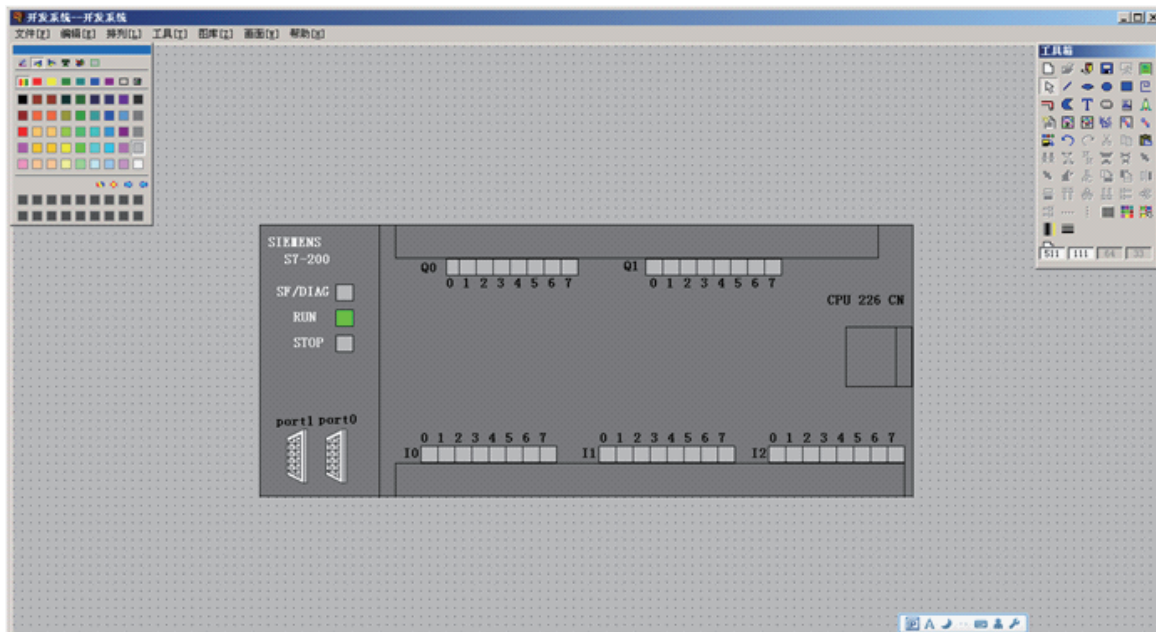 开发系统--开发系统
文件[F] 编辑[E] 排列[L] 工具[T] 图库[Z] 画面[W] 帮助[H]
工具箱
511 111 64 33
SIEMENS
S7-200
SF/DIAG
RUN
STOP
port1 port0
Q0
0 1 2 3 4 5 6 7
Q1
0 1 2 3 4 5 6 7
CPU 226 CN
0 1 2 3 4 5 6 7
I0
0 1 2 3 4 5 6 7
I1
0 1 2 3 4 5 6 7
I2